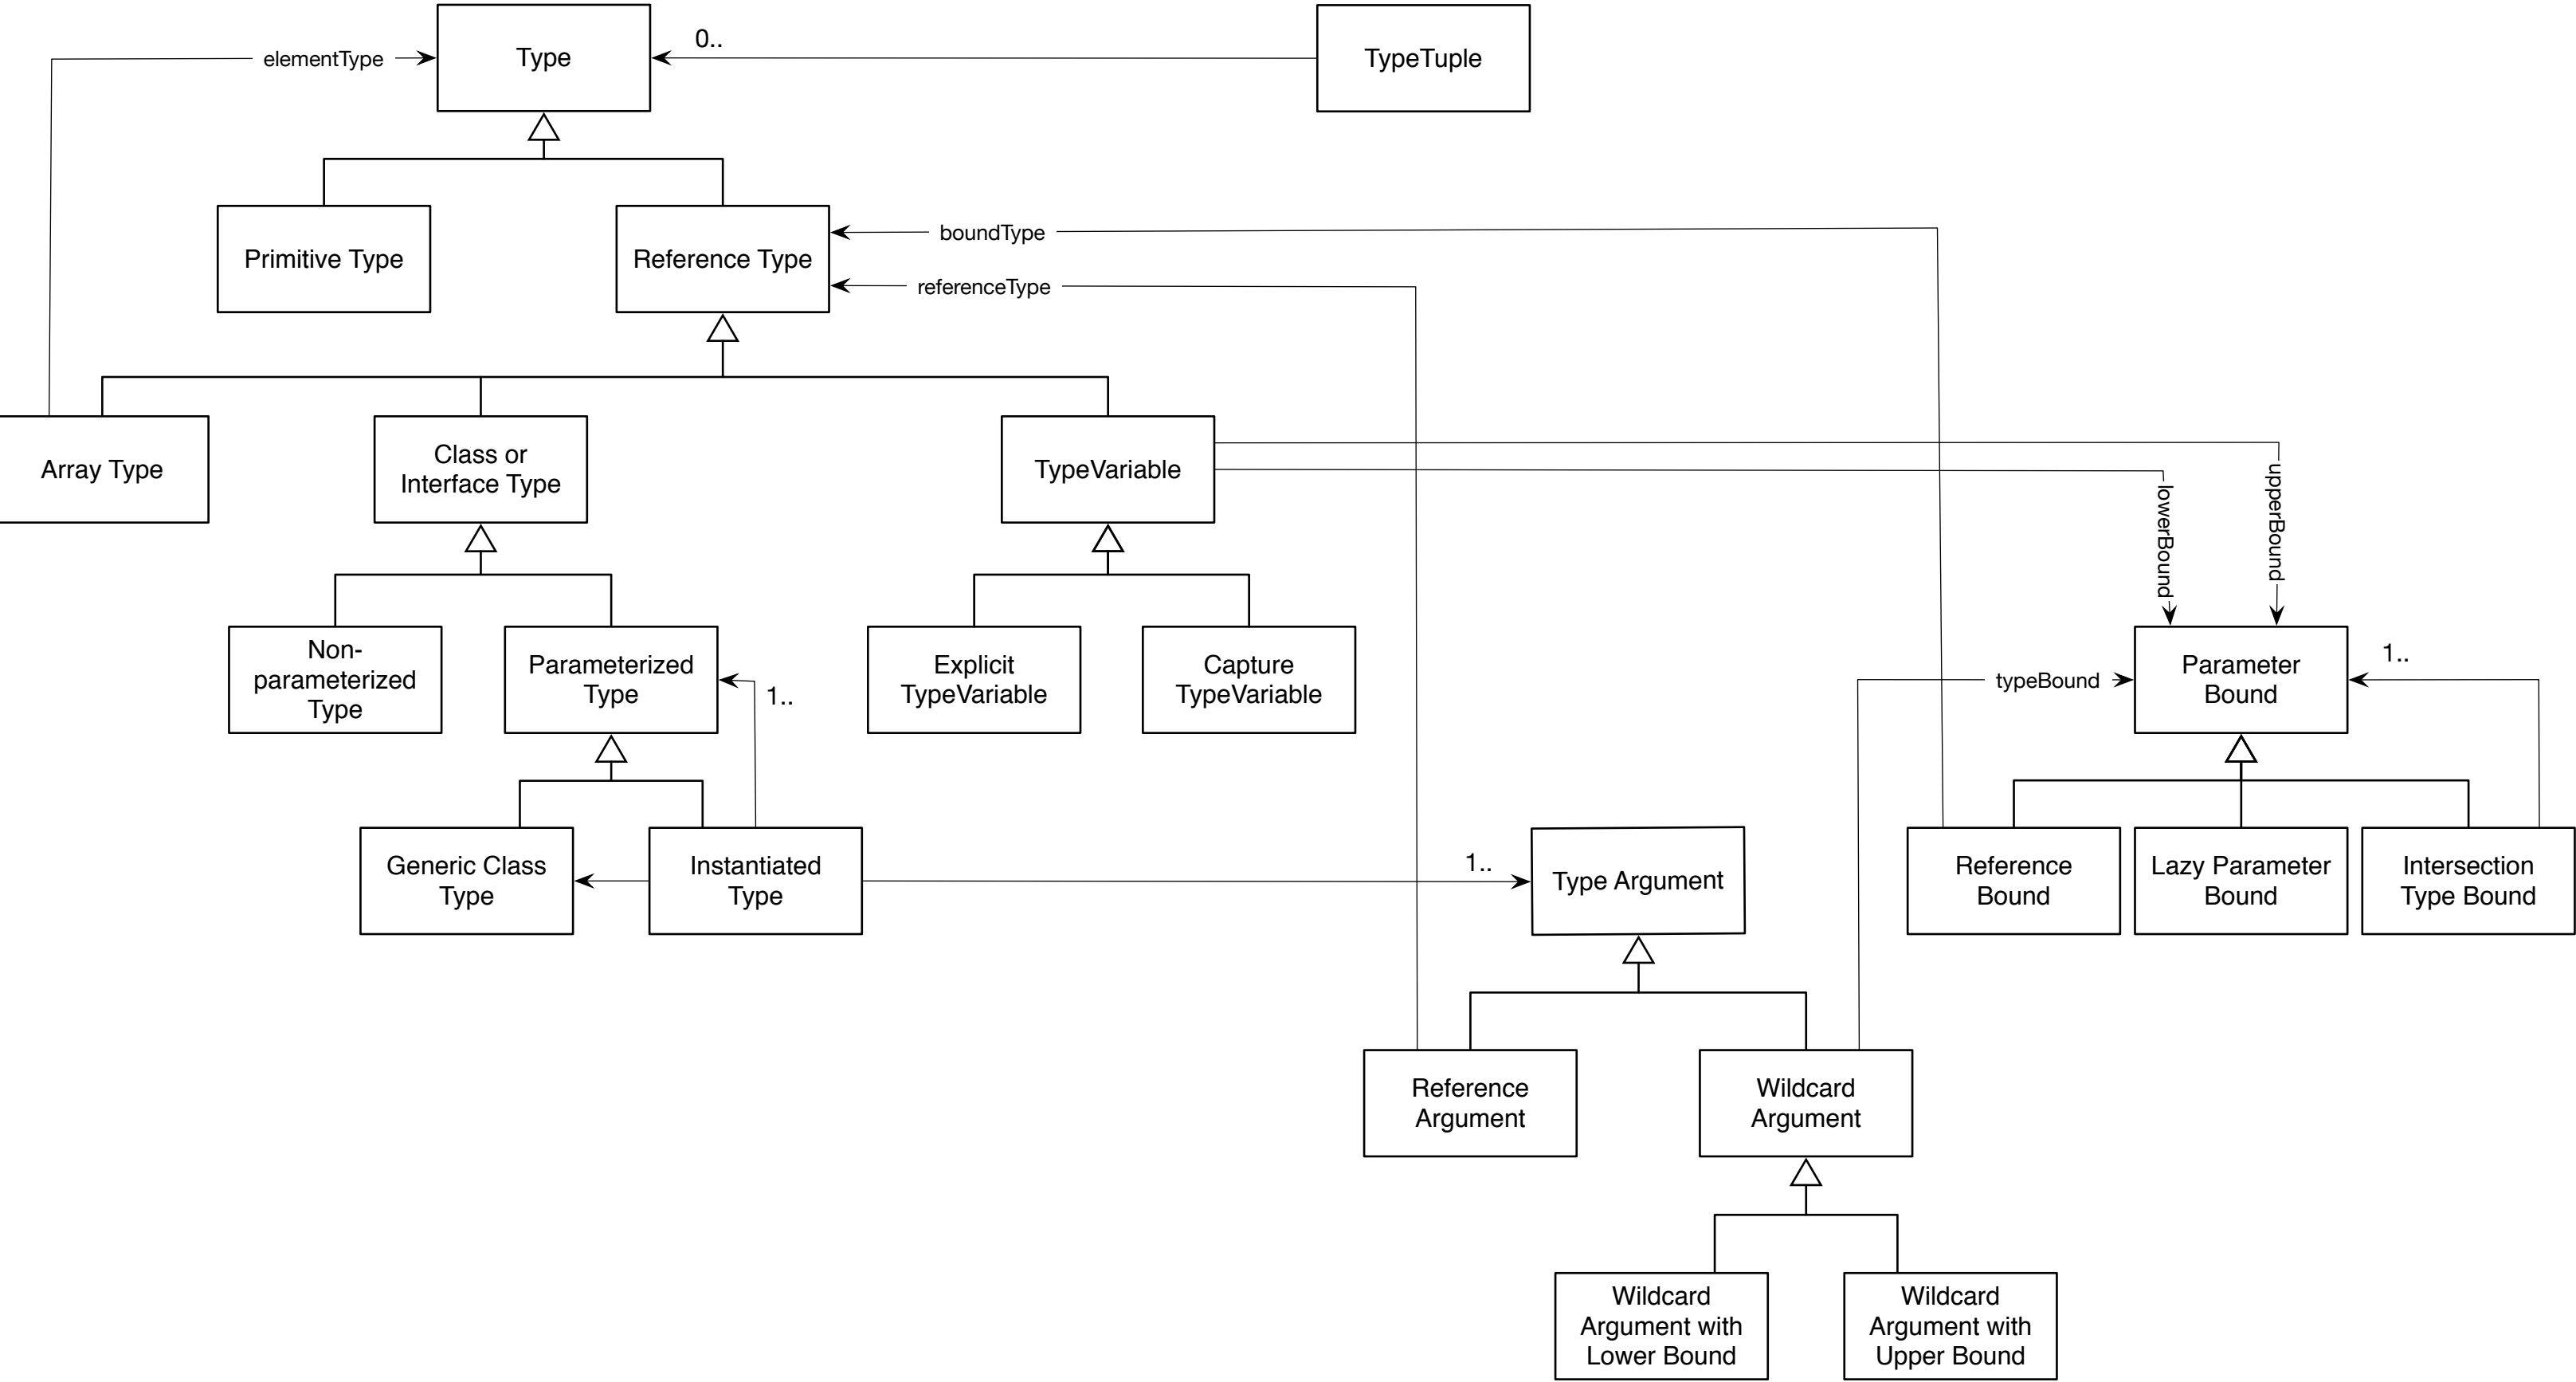 Type
elementType
0..
TypeTuple
Primitive Type
Reference Type
boundType
referenceType
Array Type
Class or
Interface Type
TypeVariable
lowerBound
upperBound
Non-
parameterized
Type
Parameterized
Type
1..
Explicit
TypeVariable
Capture
TypeVariable
typeBound
Parameter
Bound
1..
Generic Class
Type
Instantiated
Type
1..
Type Argument
Reference
Bound
Lazy Parameter
Bound
Intersection
Type Bound
Reference
Argument
Wildcard
Argument
Wildcard
Argument with
Lower Bound
Wildcard
Argument with
Upper Bound